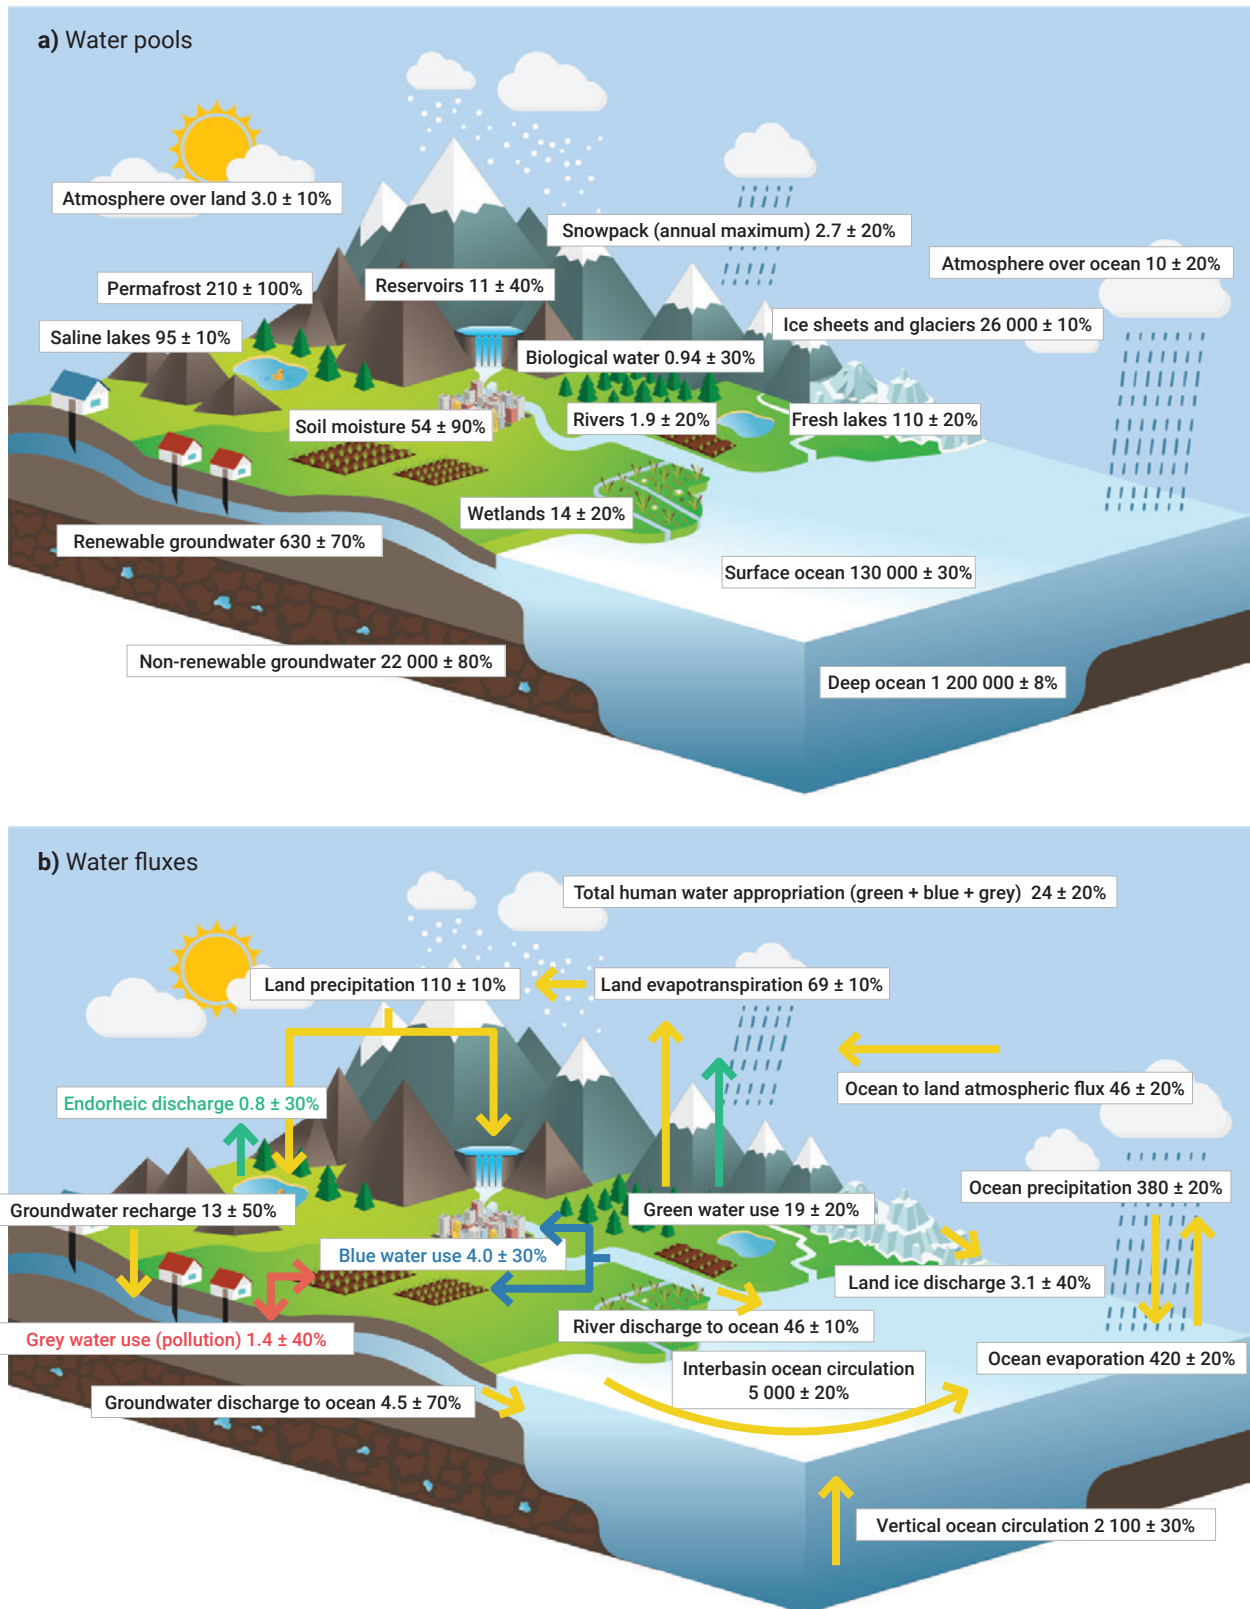 a) Water pools
Atmosphere over land 3.0 ± 10%
Snowpack (annual maximum) 2.7 ± 20%
Atmosphere over ocean 10 ± 20%
Permafrost 210 ± 100%
Reservoirs 11 ± 40%
Saline lakes 95 ± 10%
Ice sheets and glaciers 26 000 ± 10%
Biological water 0.94 ± 30%
Soil moisture 54 ± 90%
Rivers 1.9 ± 20%
Fresh lakes 110 ± 20%
Wetlands 14 ± 20%
Renewable groundwater 630 ± 70%
Surface ocean 130 000 ± 30%
Non-renewable groundwater 22 000 ± 80%
Deep ocean 1 200 000 ± 8%
b) Water fluxes
Total human water appropriation (green + blue + grey) 24 ± 20%
Land precipitation 110 ± 10%
Land evapotranspiration 69 ± 10%
Ocean to land atmospheric flux 46 ± 20%
Endorheic discharge 0.8 ± 30%
Ocean precipitation 380 ± 20%
Groundwater recharge 13 ± 50%
Green water use 19 ± 20%
Blue water use 4.0 ± 30%
Land ice discharge 3.1 ± 40%
River discharge to ocean 46 ± 10%
Grey water use (pollution) 1.4 ± 40%
Ocean evaporation 420 ± 20%
Interbasin ocean circulation
5 000 ± 20%
Groundwater discharge to ocean 4.5 ± 70%
Vertical ocean circulation 2 100 ± 30%